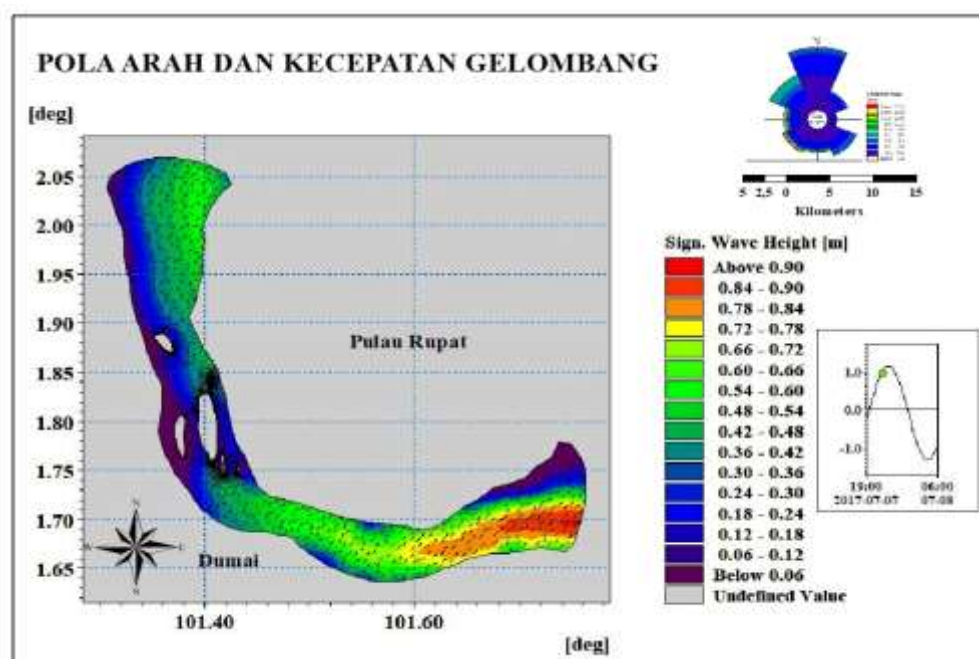 POLA ARAH DAN KECEPATAN GELOMBANG
[deg]
2.05
2.00
1.95
1.90
1.85
1.80
1.75
1.70
1.65
101.40
101.60
[deg]
Pulau Rupat
Dumai
N
5 2,5 0 5 10 15
Kilometers
Sign. Wave Height [m]
Above 0.90
0.84 - 0.90
0.78 - 0.84
0.72 - 0.78
0.66 - 0.72
0.60 - 0.66
0.54 - 0.60
0.48 - 0.54
0.42 - 0.48
0.36 - 0.42
0.30 - 0.36
0.24 - 0.30
0.18 - 0.24
0.12 - 0.18
0.06 - 0.12
Below 0.06
Undefined Value
1.0
0.0
-1.0
19:00 06:00
2017-07-07 07-08